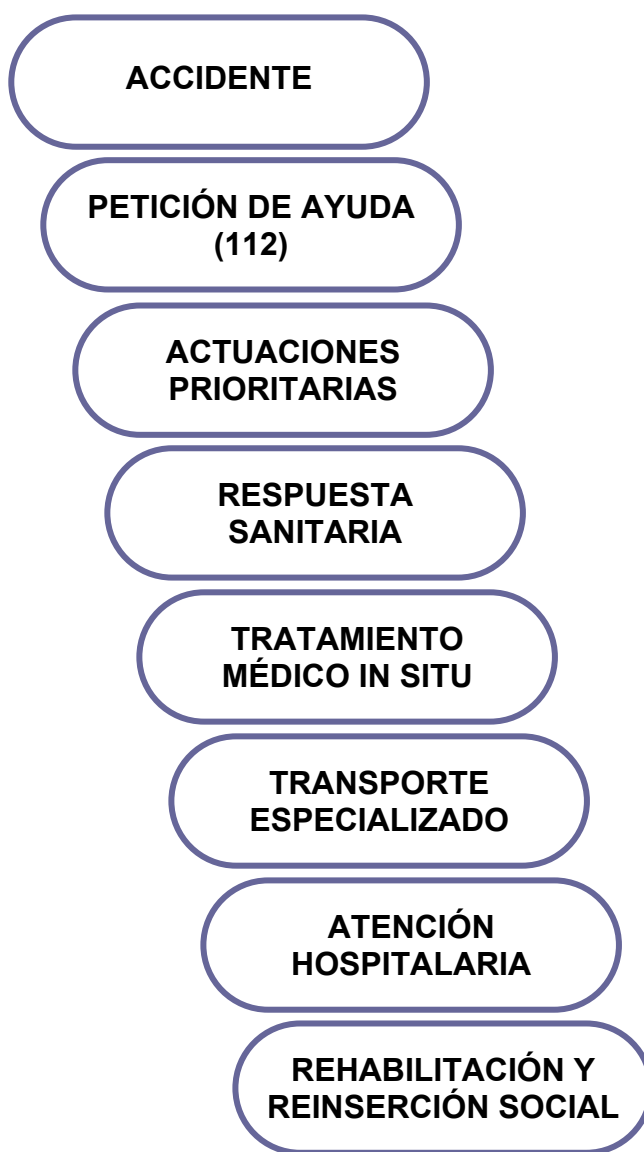 ACCIDENTE
PETICIÓN DE AYUDA
(112)
ACTUACIONES
PRIORITARIAS
RESPUESTA
SANITARIA
TRATAMIENTO
MÉDICO IN SITU
TRANSPORTE
ESPECIALIZADO
ATENCIÓN
HOSPITALARIA
REHABILITACIÓN Y
REINSERCIÓN SOCIAL